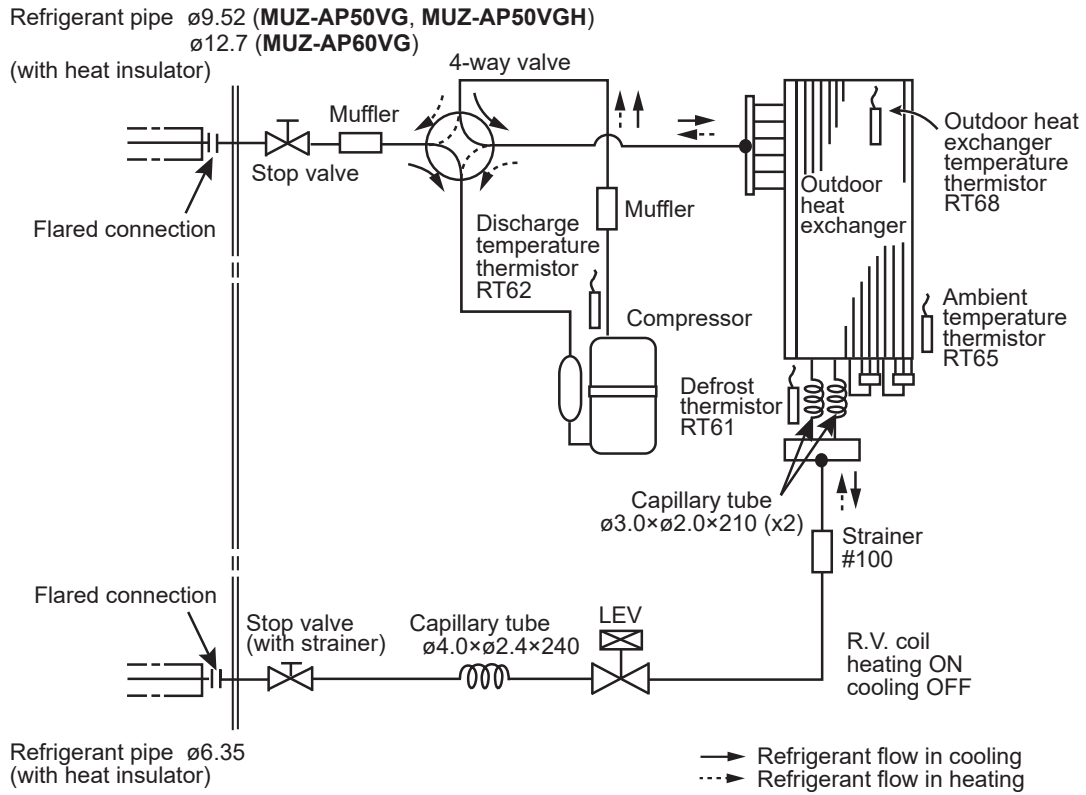 Refrigerant pipe ø9.52 (MUZ-AP50VG, MUZ-AP50VGH)
ø12.7 (MUZ-AP60VG)
(with heat insulator)
4-way valve
Muffler
Stop valve
Flared connection
Discharge
temperature
thermistor
RT62
Muffler
Compressor
Outdoor
heat
exchanger
Outdoor heat
exchanger
temperature
thermistor
RT68
Ambient
temperature
thermistor
RT65
Defrost
thermistor
RT61
Capillary tube
ø3.0×ø2.0×210 (x2)
Strainer
#100
Flared connection
Stop valve
(with strainer)
Capillary tube
ø4.0×ø2.4×240
LEV
R.V. coil
heating ON
cooling OFF
Refrigerant pipe ø6.35
(with heat insulator)
Refrigerant flow in cooling
Refrigerant flow in heating